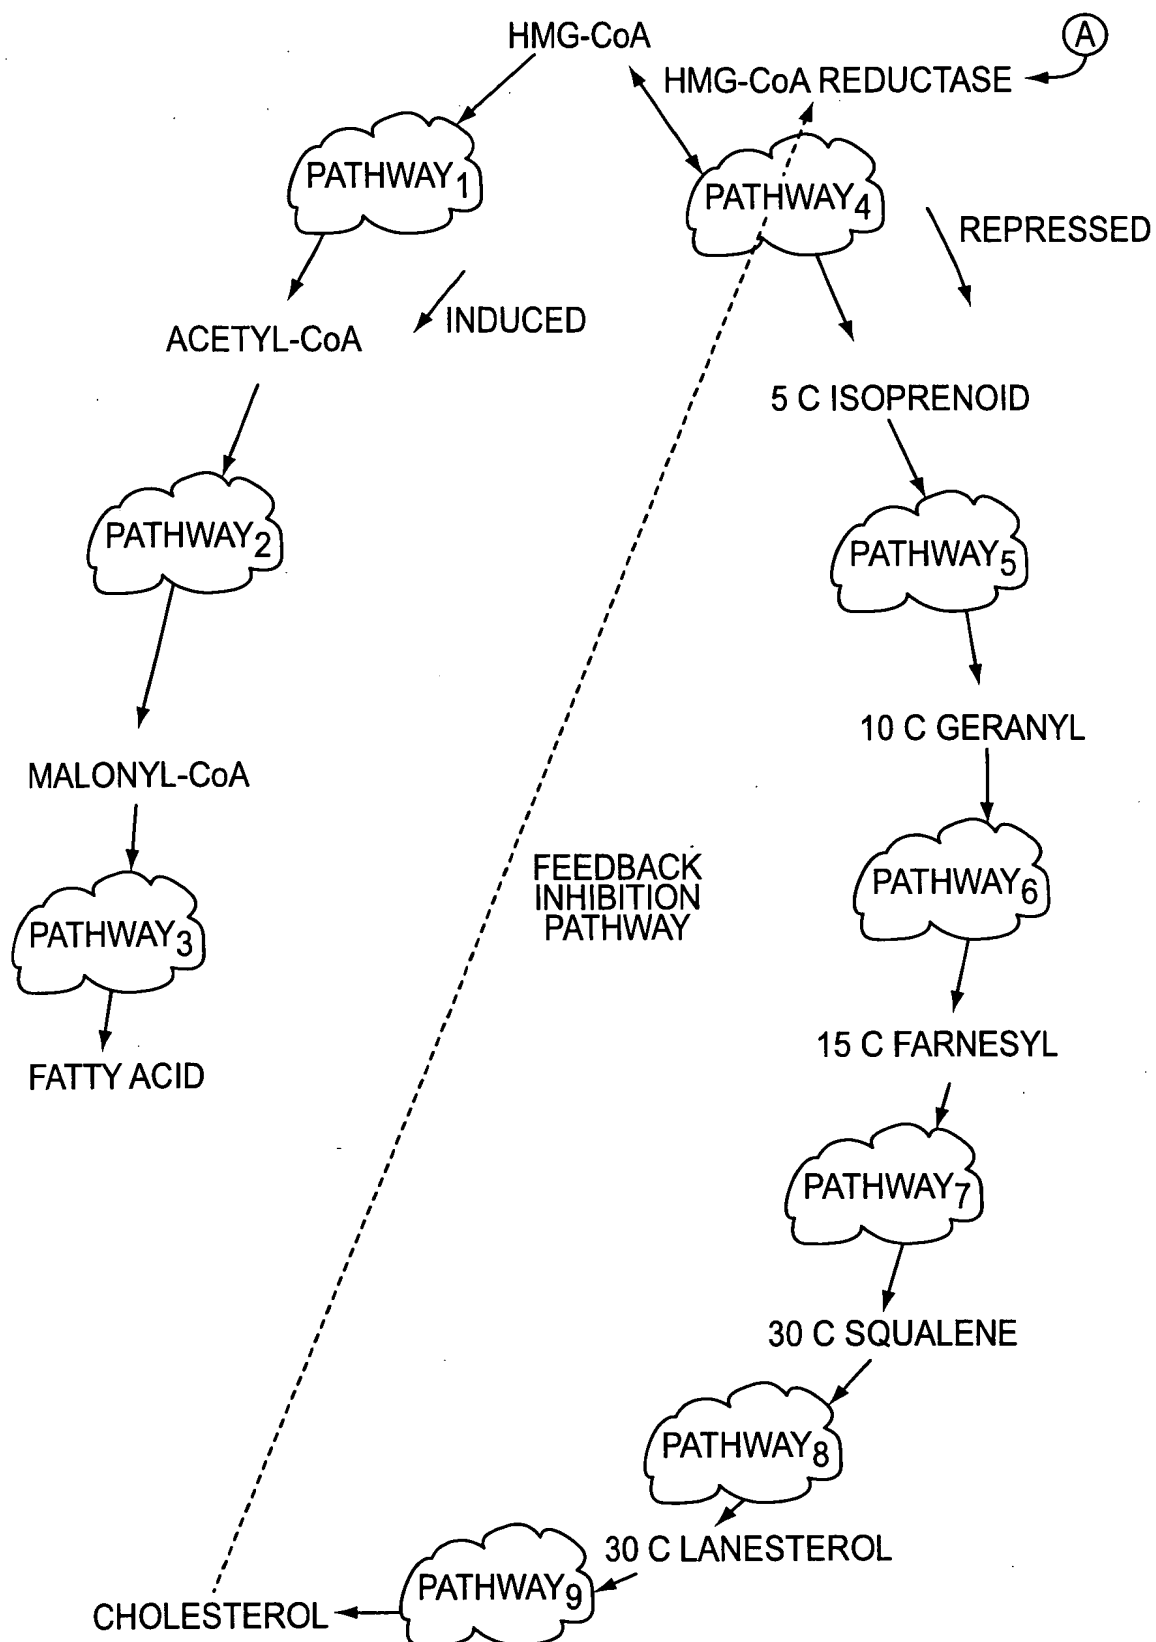 HMG-CoA
A
HMG-CoA REDUCTASE
PATHWAY1
PATHWAY4
REPRESSED
INDUCED
ACETYL-CoA
5 C ISOPRENOID
PATHWAY2
PATHWAY5
10 C GERANYL
MALONYL-CoA
FEEDBACK
INHIBITION
PATHWAY
PATHWAY6
PATHWAY3
15 C FARNESYL
FATTY ACID
PATHWAY7
30 C SQUALENE
PATHWAY8
30 C LANESTEROL
PATHWAY9
CHOLESTEROL